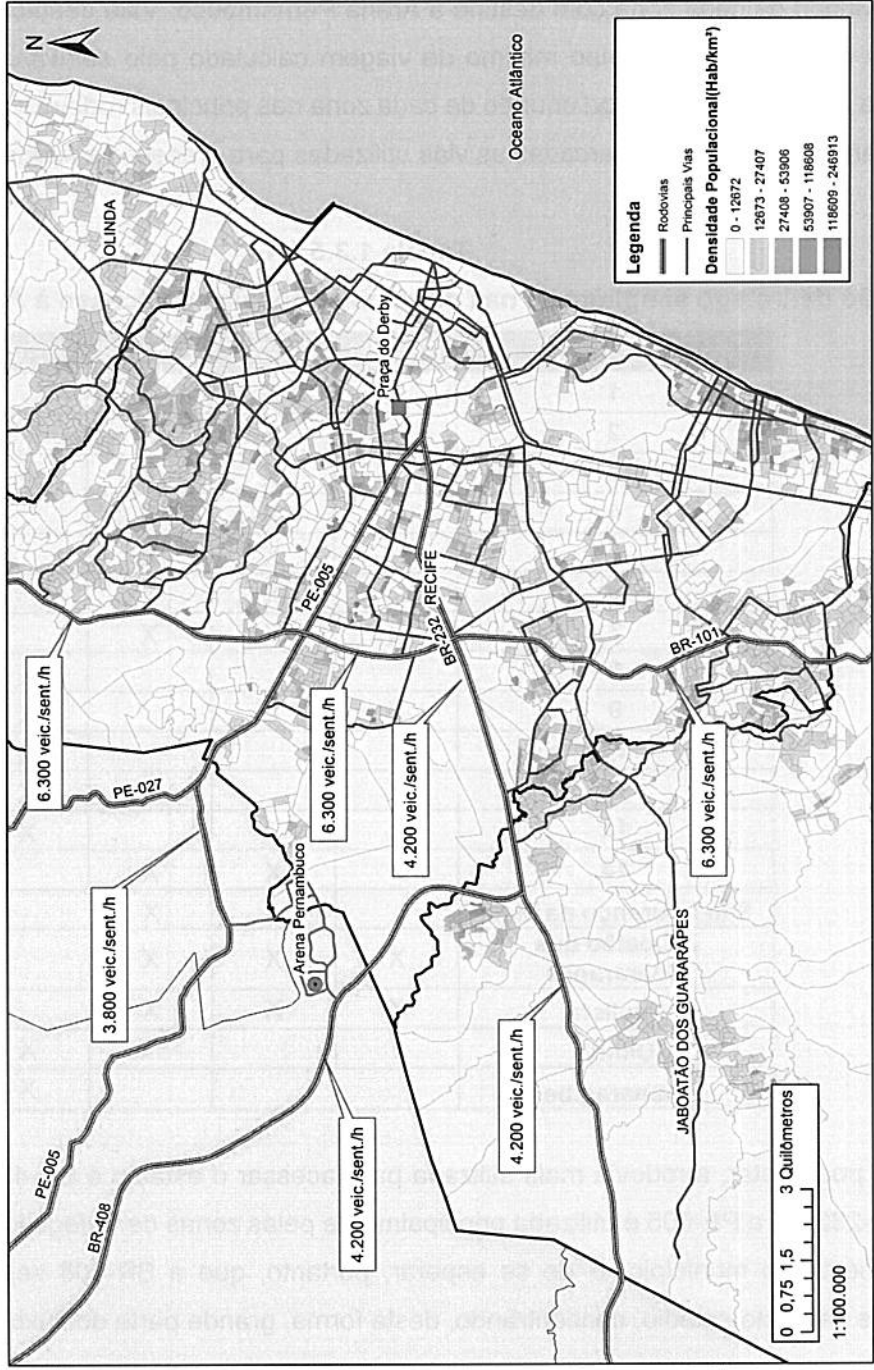 N
OLINDA
Oceano Atlântico
6.300 veic./sent./h
PE-027
PE-005
Praça do Derby
3.800 veic./sent./h
PE-005
BR-408
Arena Pernambuco
6.300 veic./sent./h
RECIFE
BR-232
4.200 veic./sent./h
4.200 veic./sent./h
BR-101
6.300 veic./sent./h
4.200 veic./sent./h
JABOATÃO DOS GUARARAPES
Legenda
Rodovias
Principais Vias
Densidade Populacional(Hab/km²)
0 - 12672
12673 - 27407
27408 - 53906
53907 - 118608
118609 - 246913
0 0,75 1,5 3 Quilômetros
1:100.000